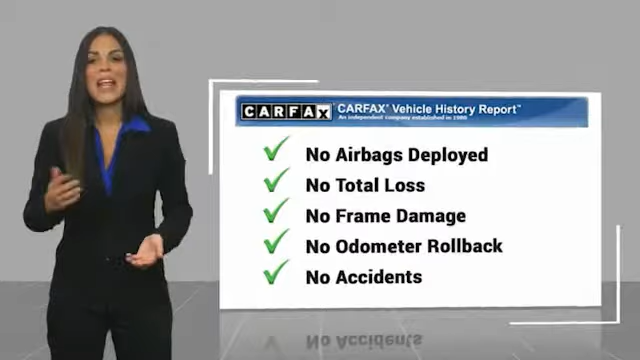 CARFAX CARFAX® Vehicle History Report™
An independent company established in 1986
No Airbags Deployed
No Total Loss
No Frame Damage
No Odometer Rollback
No Accidents